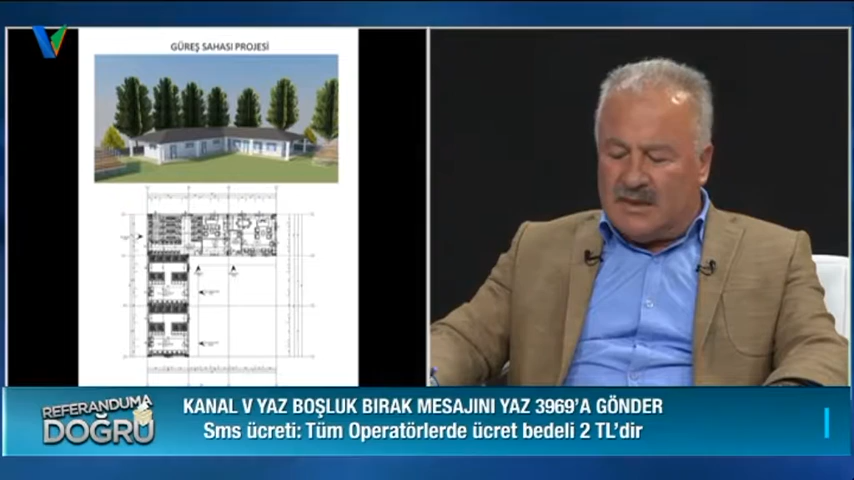 V
GÜREŞ SAHASI PROJESİ
REFERANDUMA
DOĞRU
KANAL V YAZ BOŞLUK BIRAK MESAJINI YAZ 3969'A GÖNDER
Sms ücreti: Tüm Operatörlerde ücret bedeli 2 TL'dir